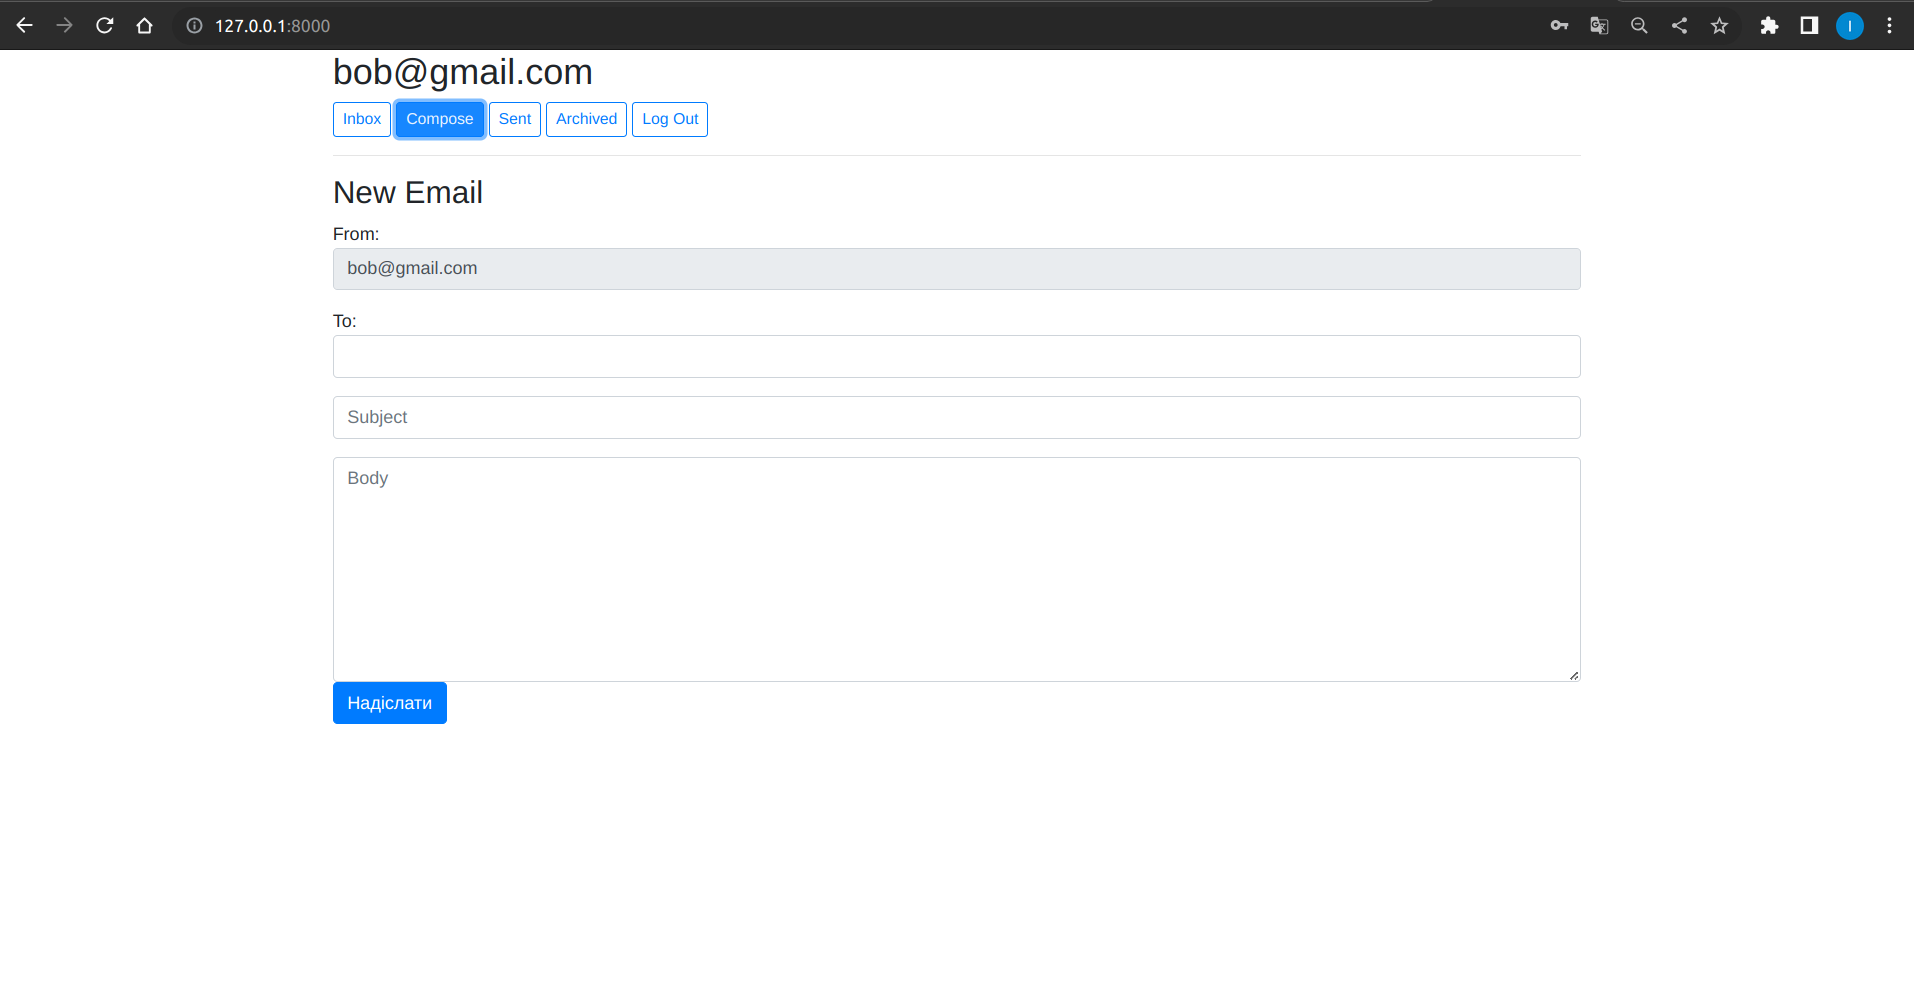 127.0.0.1:8000
I
bob@gmail.com
Inbox Compose Sent Archived Log Out
New Email
From:
bob@gmail.com
To:
Subject
Body
Надіслати